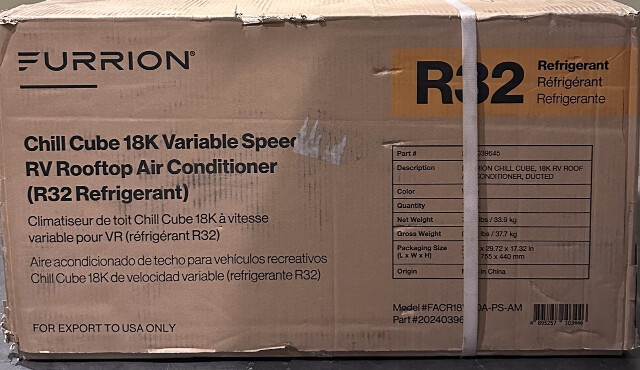 FURRION®
R32
Refrigerant
Réfrigérant
Refrigerante
Chill Cube 18K Variable Speed
RV Rooftop Air Conditioner
(R32 Refrigerant)
Climatiseur de toit Chill Cube 18K à vitesse
variable pour VR (réfrigérant R32)
Aire acondicionado de techo para vehículos recreativos
Chill Cube 18K de velocidad variable (refrigerante R32)
FOR EXPORT TO USA ONLY
Part #
Description CHILL CUBE, 18K RV ROOF
CONDITIONER, DUCTED
Color
Quantity
Net Weight lbs / 33.9 kg
Gross Weight lbs / 37.7 kg
Packaging Size x 29.72 x 17.32 in
(L x W x H) 755 x 440 mm
Origin in China
Model
Part